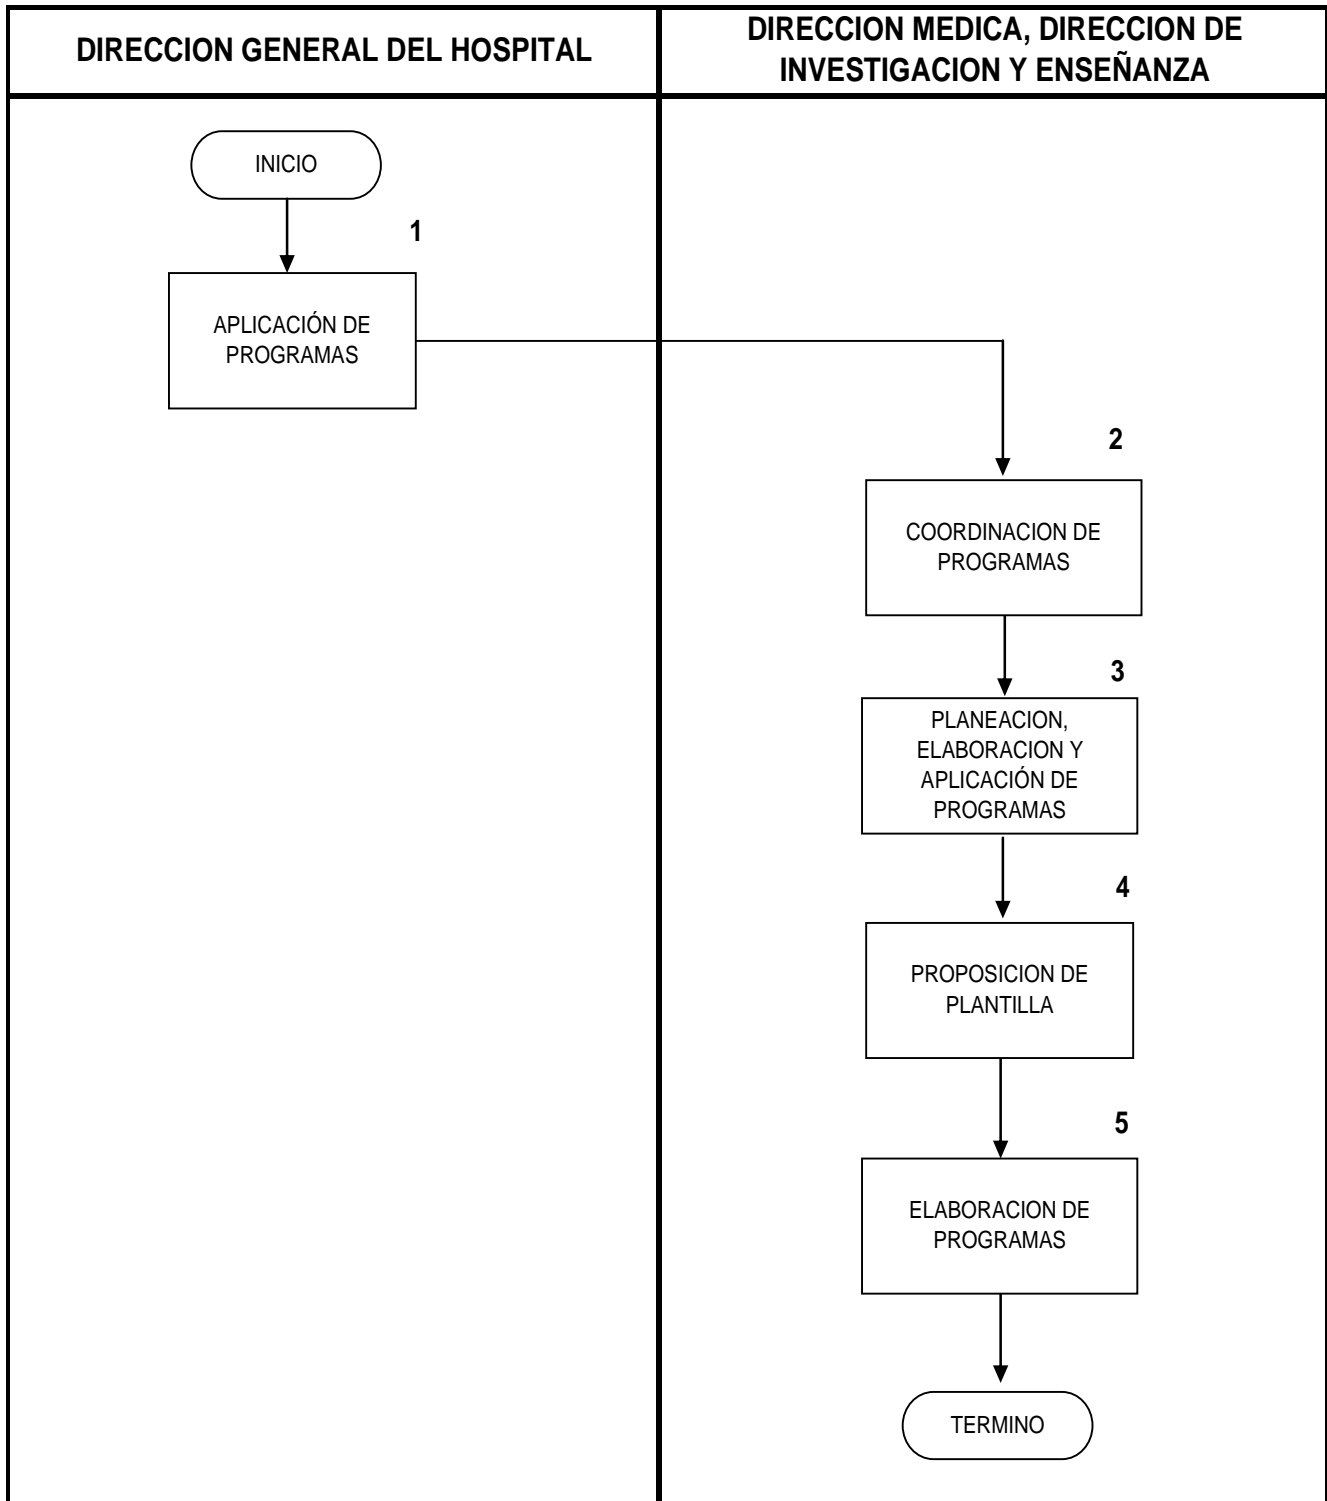 DIRECCION GENERAL DEL HOSPITAL
DIRECCION MEDICA, DIRECCION DE
INVESTIGACION Y ENSEÑANZA
INICIO
1
APLICACIÓN DE
PROGRAMAS
2
COORDINACION DE
PROGRAMAS
3
PLANEACION,
ELABORACION Y
APLICACIÓN DE
PROGRAMAS
4
PROPOSICION DE
PLANTILLA
5
ELABORACION DE
PROGRAMAS
TERMINO